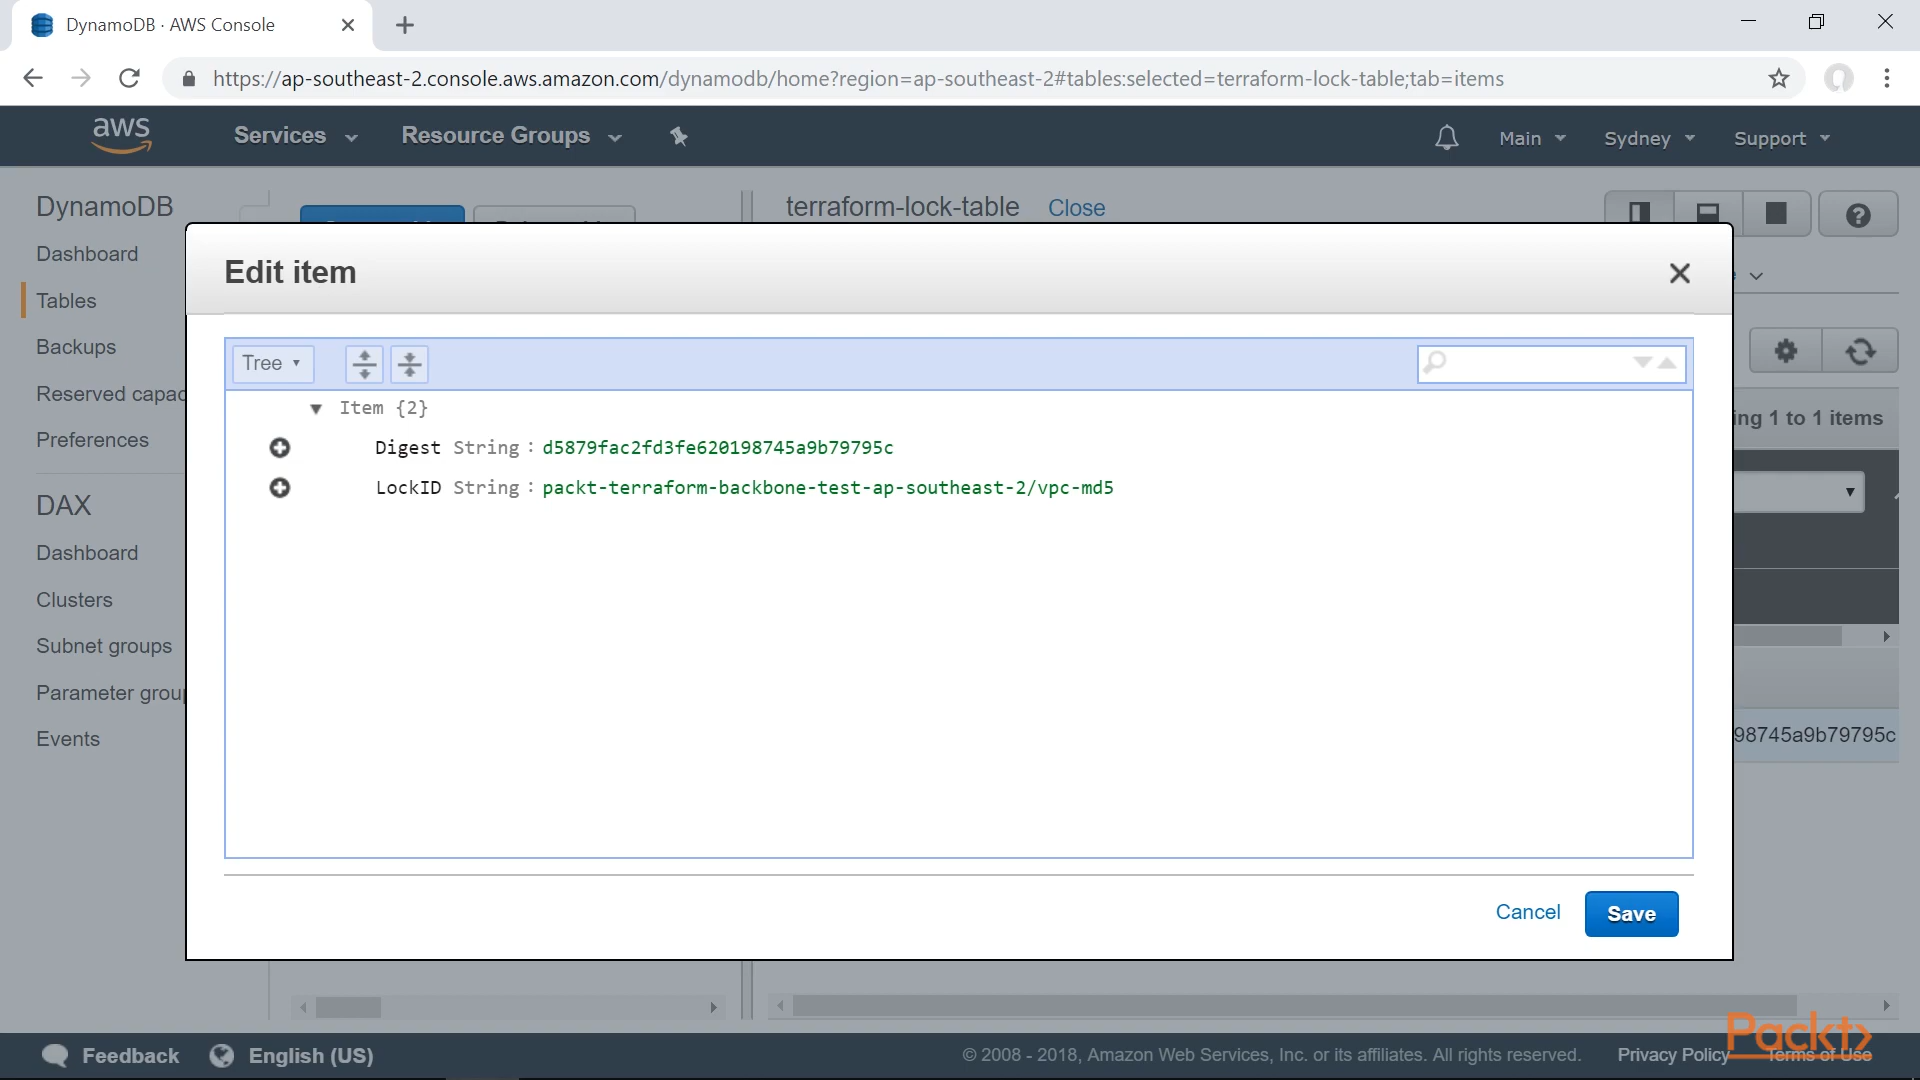 DynamoDB · AWS Console
https://ap-southeast-2.console.aws.amazon.com/dynamodb/home?region=ap-southeast-2#tables:selected=terraform-lock-table;tab=items
aws Services Resource Groups Main Sydney Support
DynamoDB
Dashboard
Tables
Backups
Reserved capac
Preferences
DAX
Dashboard
Clusters
Subnet groups
Parameter group
Events
terraform-lock-table Close
Edit item
Tree
Item {2}
Digest String : d5879fac2fd3fe620198745a9b79795c
LockID String : packt-terraform-backbone-test-ap-southeast-2/vpc-md5
Cancel Save
ing 1 to 1 items
98745a9b79795c
Feedback English (US) © 2008 - 2018, Amazon Web Services, Inc. or its affiliates. All rights reserved. Privacy Policy Terms of Use
Packt